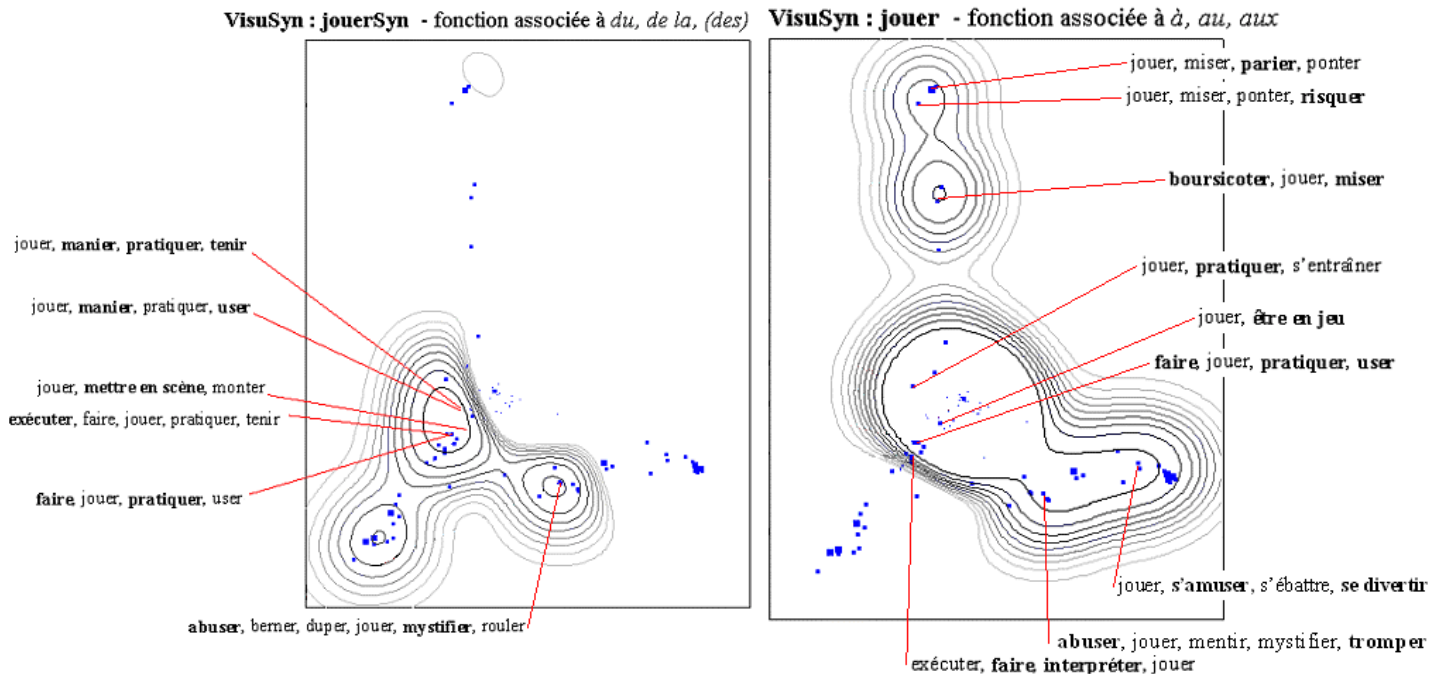 VisuSyn : jouerSyn - fonction associée à du, de la, (des)
jouer, manier, pratiquer, tenir
jouer, manier, pratiquer, user
jouer, mettre en scène, monter
exécuter, faire, jouer, pratiquer, tenir
faire, jouer, pratiquer, user
abuser, berner, duper, jouer, mystifier, rouler
VisuSyn : jouer - fonction associée à à, au, aux
jouer, miser, parier, ponter
jouer, miser, ponter, risquer
boursicoter, jouer, miser
jouer, pratiquer, s'entraîner
jouer, être en jeu
faire, jouer, pratiquer, user
jouer, s'amuser, s'ébattre, se divertir
abuser, jouer, mentir, mystifier, tromper
exécuter, faire, interpréter, jouer